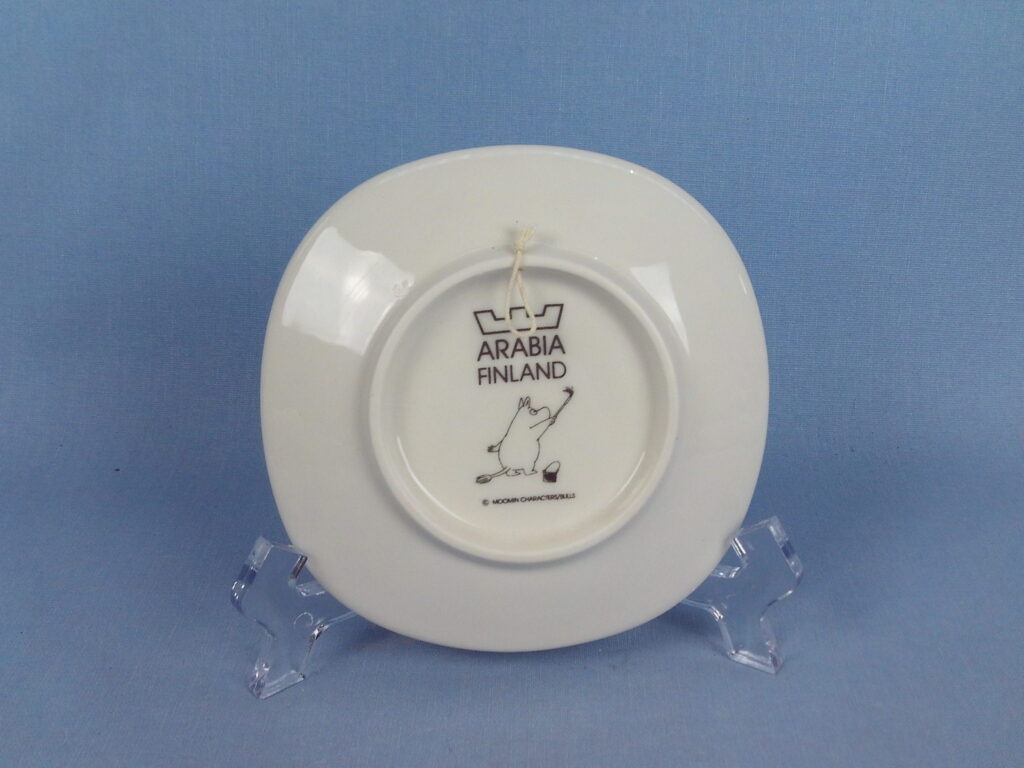 ARABIA
FINLAND
© MOOMIN CHARACTERS/BULLS